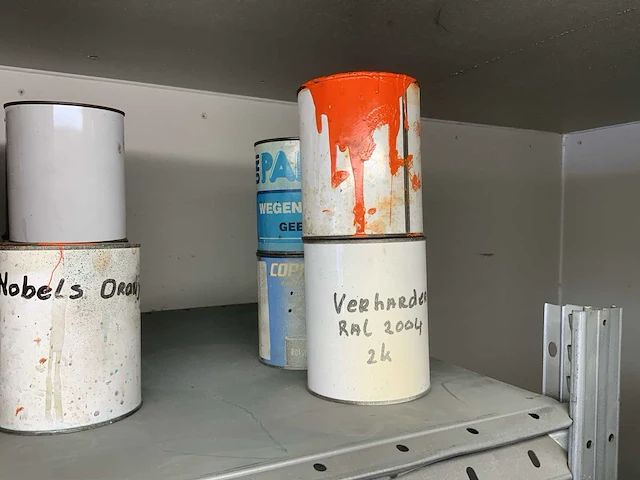 Nobels Oran
PA
WEGEN
GEE
COP
Verharder
RAL 2004
2k